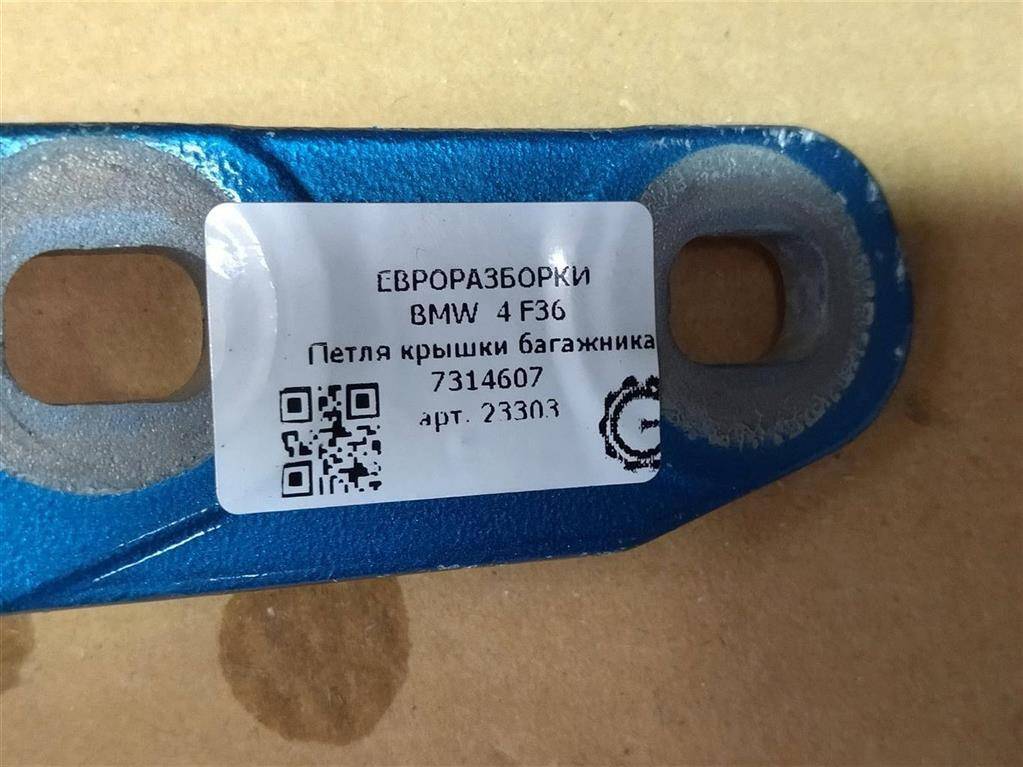 ЕВРОРАЗБОРКИ
BMW 4 F36
Петля крышки багажника
7314607
арт. 23303